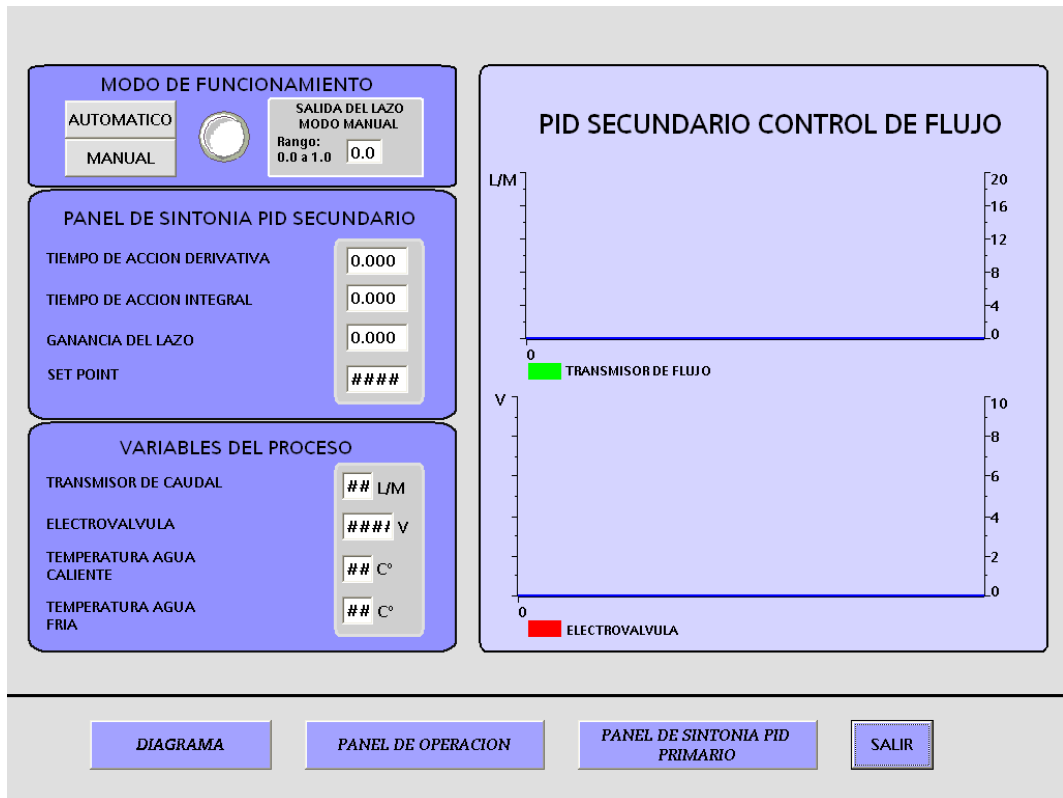 MODO DE FUNCIONAMIENTO
AUTOMATICO
MANUAL
SALIDA DEL LAZO
MODO MANUAL
Rango:
0.0 a 1.0
0.0
PANEL DE SINTONIA PID SECUNDARIO
TIEMPO DE ACCION DERIVATIVA
0.000
TIEMPO DE ACCION INTEGRAL
0.000
GANANCIA DEL LAZO
0.000
SET POINT
####
VARIABLES DEL PROCESO
TRANSMISOR DE CAUDAL
## L/M
ELECTROVALVULA
#### V
TEMPERATURA AGUA
CALIENTE
## C°
TEMPERATURA AGUA
FRIA
## C°
PID SECUNDARIO CONTROL DE FLUJO
L/M
20
16
12
8
4
0
0
TRANSMISOR DE FLUJO
V
10
8
6
4
2
0
0
ELECTROVALVULA
DIAGRAMA
PANEL DE OPERACION
PANEL DE SINTONIA PID
PRIMARIO
SALIR